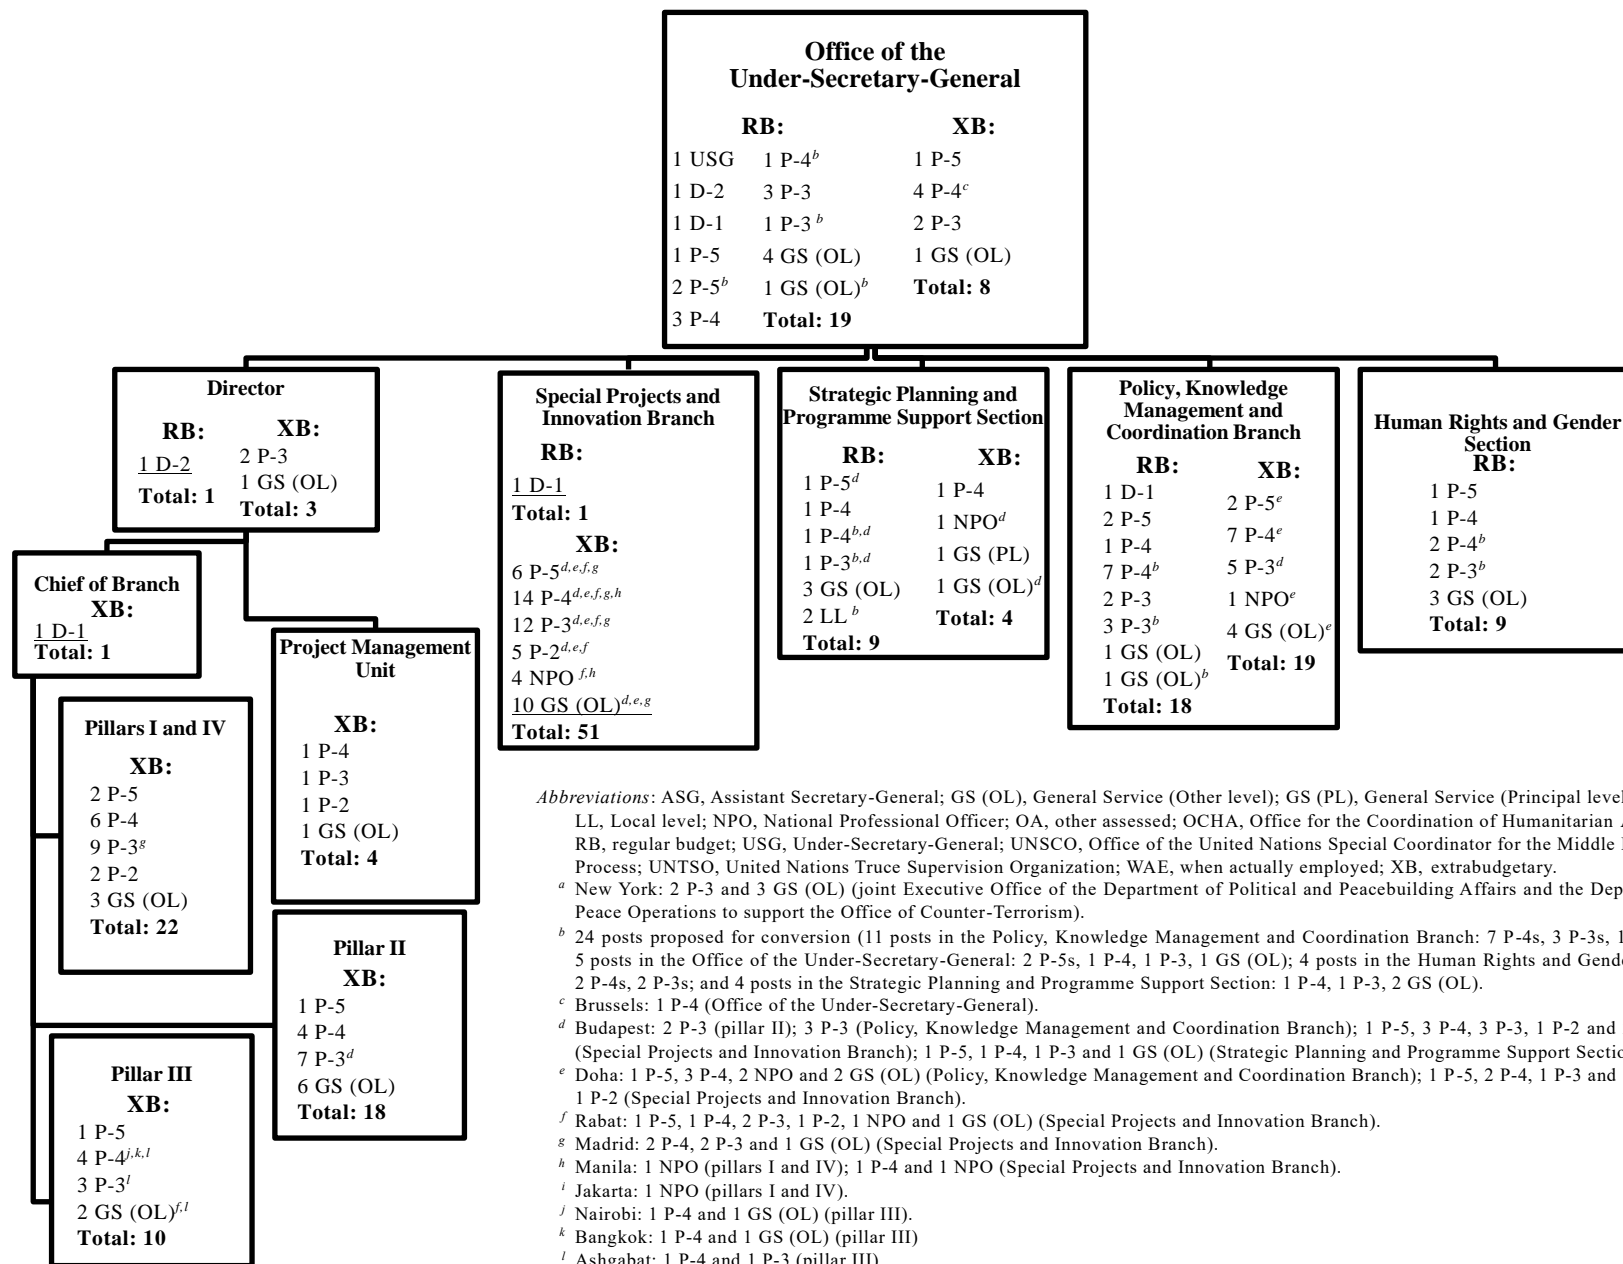 Office of the
Under-Secretary-General
RB:
1 USG
1 D-2
1 D-1
1 P-5
2 P-5b
3 P-4
1 P-4b
3 P-3
1 P-3 b
4 GS (OL)
1 GS (OL)b
Total: 19
XB:
1 P-5
4 P-4c
2 P-3
1 GS (OL)
Total: 8
Director
RB:
1 D-2
Total: 1
XB:
2 P-3
1 GS (OL)
Total: 3
Special Projects and
Innovation Branch
RB:
1 D-1
Total: 1
XB:
6 P-5d,e,f,g
14 P-4d,e,f,g,h
12 P-3d,e,f,g
5 P-2d,e,f
4 NPO f,h
10 GS (OL)d,e,g
Total: 51
Strategic Planning and
Programme Support Section
RB:
1 P-5d
1 P-4
1 P-4b,d
1 P-3b,d
3 GS (OL)
2 LL b
Total: 9
XB:
1 P-4
1 NPOd
1 GS (PL)
1 GS (OL)d
Total: 4
Policy, Knowledge
Management and
Coordination Branch
RB:
1 D-1
2 P-5
1 P-4
7 P-4b
2 P-3
3 P-3b
1 GS (OL)
1 GS (OL)b
Total: 18
XB:
2 P-5e
7 P-4e
5 P-3d
1 NPOe
4 GS (OL)e
Total: 19
Human Rights and Gender
Section
RB:
1 P-5
1 P-4
2 P-4b
2 P-3b
3 GS (OL)
Total: 9
Chief of Branch
XB:
1 D-1
Total: 1
Project Management
Unit
XB:
1 P-4
1 P-3
1 P-2
1 GS (OL)
Total: 4
Pillars I and IV
XB:
2 P-5
6 P-4
9 P-3g
2 P-2
3 GS (OL)
Total: 22
Pillar II
XB:
1 P-5
4 P-4
7 P-3d
6 GS (OL)
Total: 18
Pillar III
XB:
1 P-5
4 P-4j,k,l
3 P-3l
2 GS (OL)f,l
Total: 10
Abbreviations: ASG, Assistant Secretary-General; GS (OL), General Service (Other level); GS (PL), General Service (Principal level
LL, Local level; NPO, National Professional Officer; OA, other assessed; OCHA, Office for the Coordination of Humanitarian
RB, regular budget; USG, Under-Secretary-General; UNSCO, Office of the United Nations Special Coordinator for the Middle
Process; UNTSO, United Nations Truce Supervision Organization; WAE, when actually employed; XB, extrabudgetary.
a New York: 2 P-3 and 3 GS (OL) (joint Executive Office of the Department of Political and Peacebuilding Affairs and the Dep
Peace Operations to support the Office of Counter-Terrorism).
b 24 posts proposed for conversion (11 posts in the Policy, Knowledge Management and Coordination Branch: 7 P-4s, 3 P-3s, 1
5 posts in the Office of the Under-Secretary-General: 2 P-5s, 1 P-4, 1 P-3, 1 GS (OL); 4 posts in the Human Rights and Gend
2 P-4s, 2 P-3s; and 4 posts in the Strategic Planning and Programme Support Section: 1 P-4, 1 P-3, 2 GS (OL).
c Brussels: 1 P-4 (Office of the Under-Secretary-General).
d Budapest: 2 P-3 (pillar II); 3 P-3 (Policy, Knowledge Management and Coordination Branch); 1 P-5, 3 P-4, 3 P-3, 1 P-2 and
(Special Projects and Innovation Branch); 1 P-5, 1 P-4, 1 P-3 and 1 GS (OL) (Strategic Planning and Programme Support Sectio
e Doha: 1 P-5, 3 P-4, 2 NPO and 2 GS (OL) (Policy, Knowledge Management and Coordination Branch); 1 P-5, 2 P-4, 1 P-3 and
1 P-2 (Special Projects and Innovation Branch).
f Rabat: 1 P-5, 1 P-4, 2 P-3, 1 P-2, 1 NPO and 1 GS (OL) (Special Projects and Innovation Branch).
g Madrid: 2 P-4, 2 P-3 and 1 GS (OL) (Special Projects and Innovation Branch).
h Manila: 1 NPO (pillars I and IV); 1 P-4 and 1 NPO (Special Projects and Innovation Branch).
i Jakarta: 1 NPO (pillars I and IV).
j Nairobi: 1 P-4 and 1 GS (OL) (pillar III).
k Bangkok: 1 P-4 and 1 GS (OL) (pillar III)
l Ashgabat: 1 P-4 and 1 P-3 (pillar III)